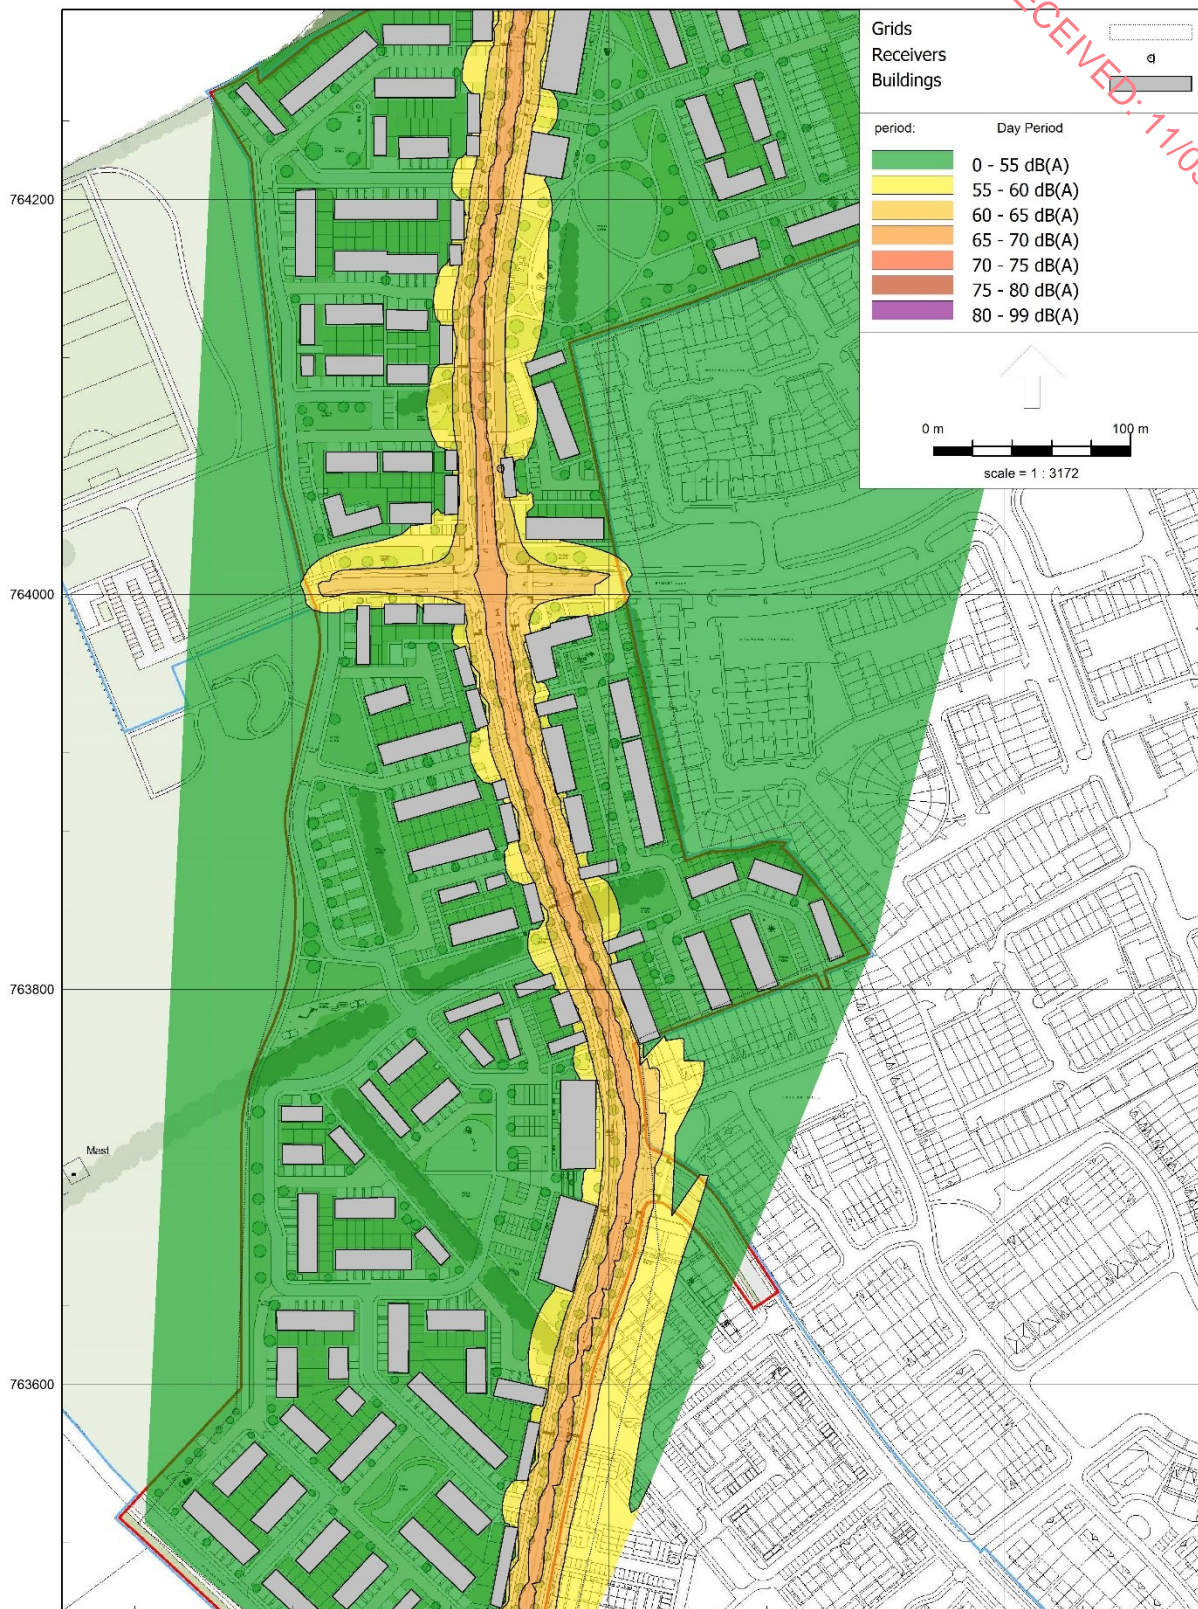 RECEIVED: 11/03
Grids
Receivers
Buildings
period: Day Period
0 - 55 dB(A)
55 - 60 dB(A)
60 - 65 dB(A)
65 - 70 dB(A)
70 - 75 dB(A)
75 - 80 dB(A)
80 - 99 dB(A)
0 m 100 m
scale = 1 : 3172
764200
764000
763800
Mast
763600